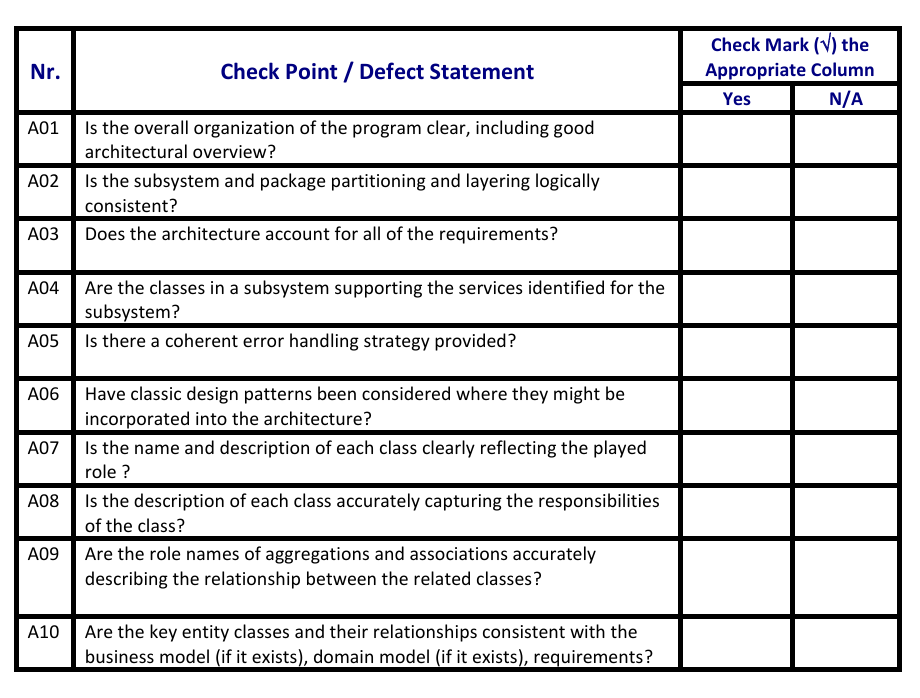 Nr.
Check Point / Defect Statement
Check Mark (√) the
Appropriate Column
Yes
N/A
A01
Is the overall organization of the program clear, including good
architectural overview?
A02
Is the subsystem and package partitioning and layering logically
consistent?
A03
Does the architecture account for all of the requirements?
A04
Are the classes in a subsystem supporting the services identified for the
subsystem?
A05
Is there a coherent error handling strategy provided?
A06
Have classic design patterns been considered where they might be
incorporated into the architecture?
A07
Is the name and description of each class clearly reflecting the played
role ?
A08
Is the description of each class accurately capturing the responsibilities
of the class?
A09
Are the role names of aggregations and associations accurately
describing the relationship between the related classes?
A10
Are the key entity classes and their relationships consistent with the
business model (if it exists), domain model (if it exists), requirements?